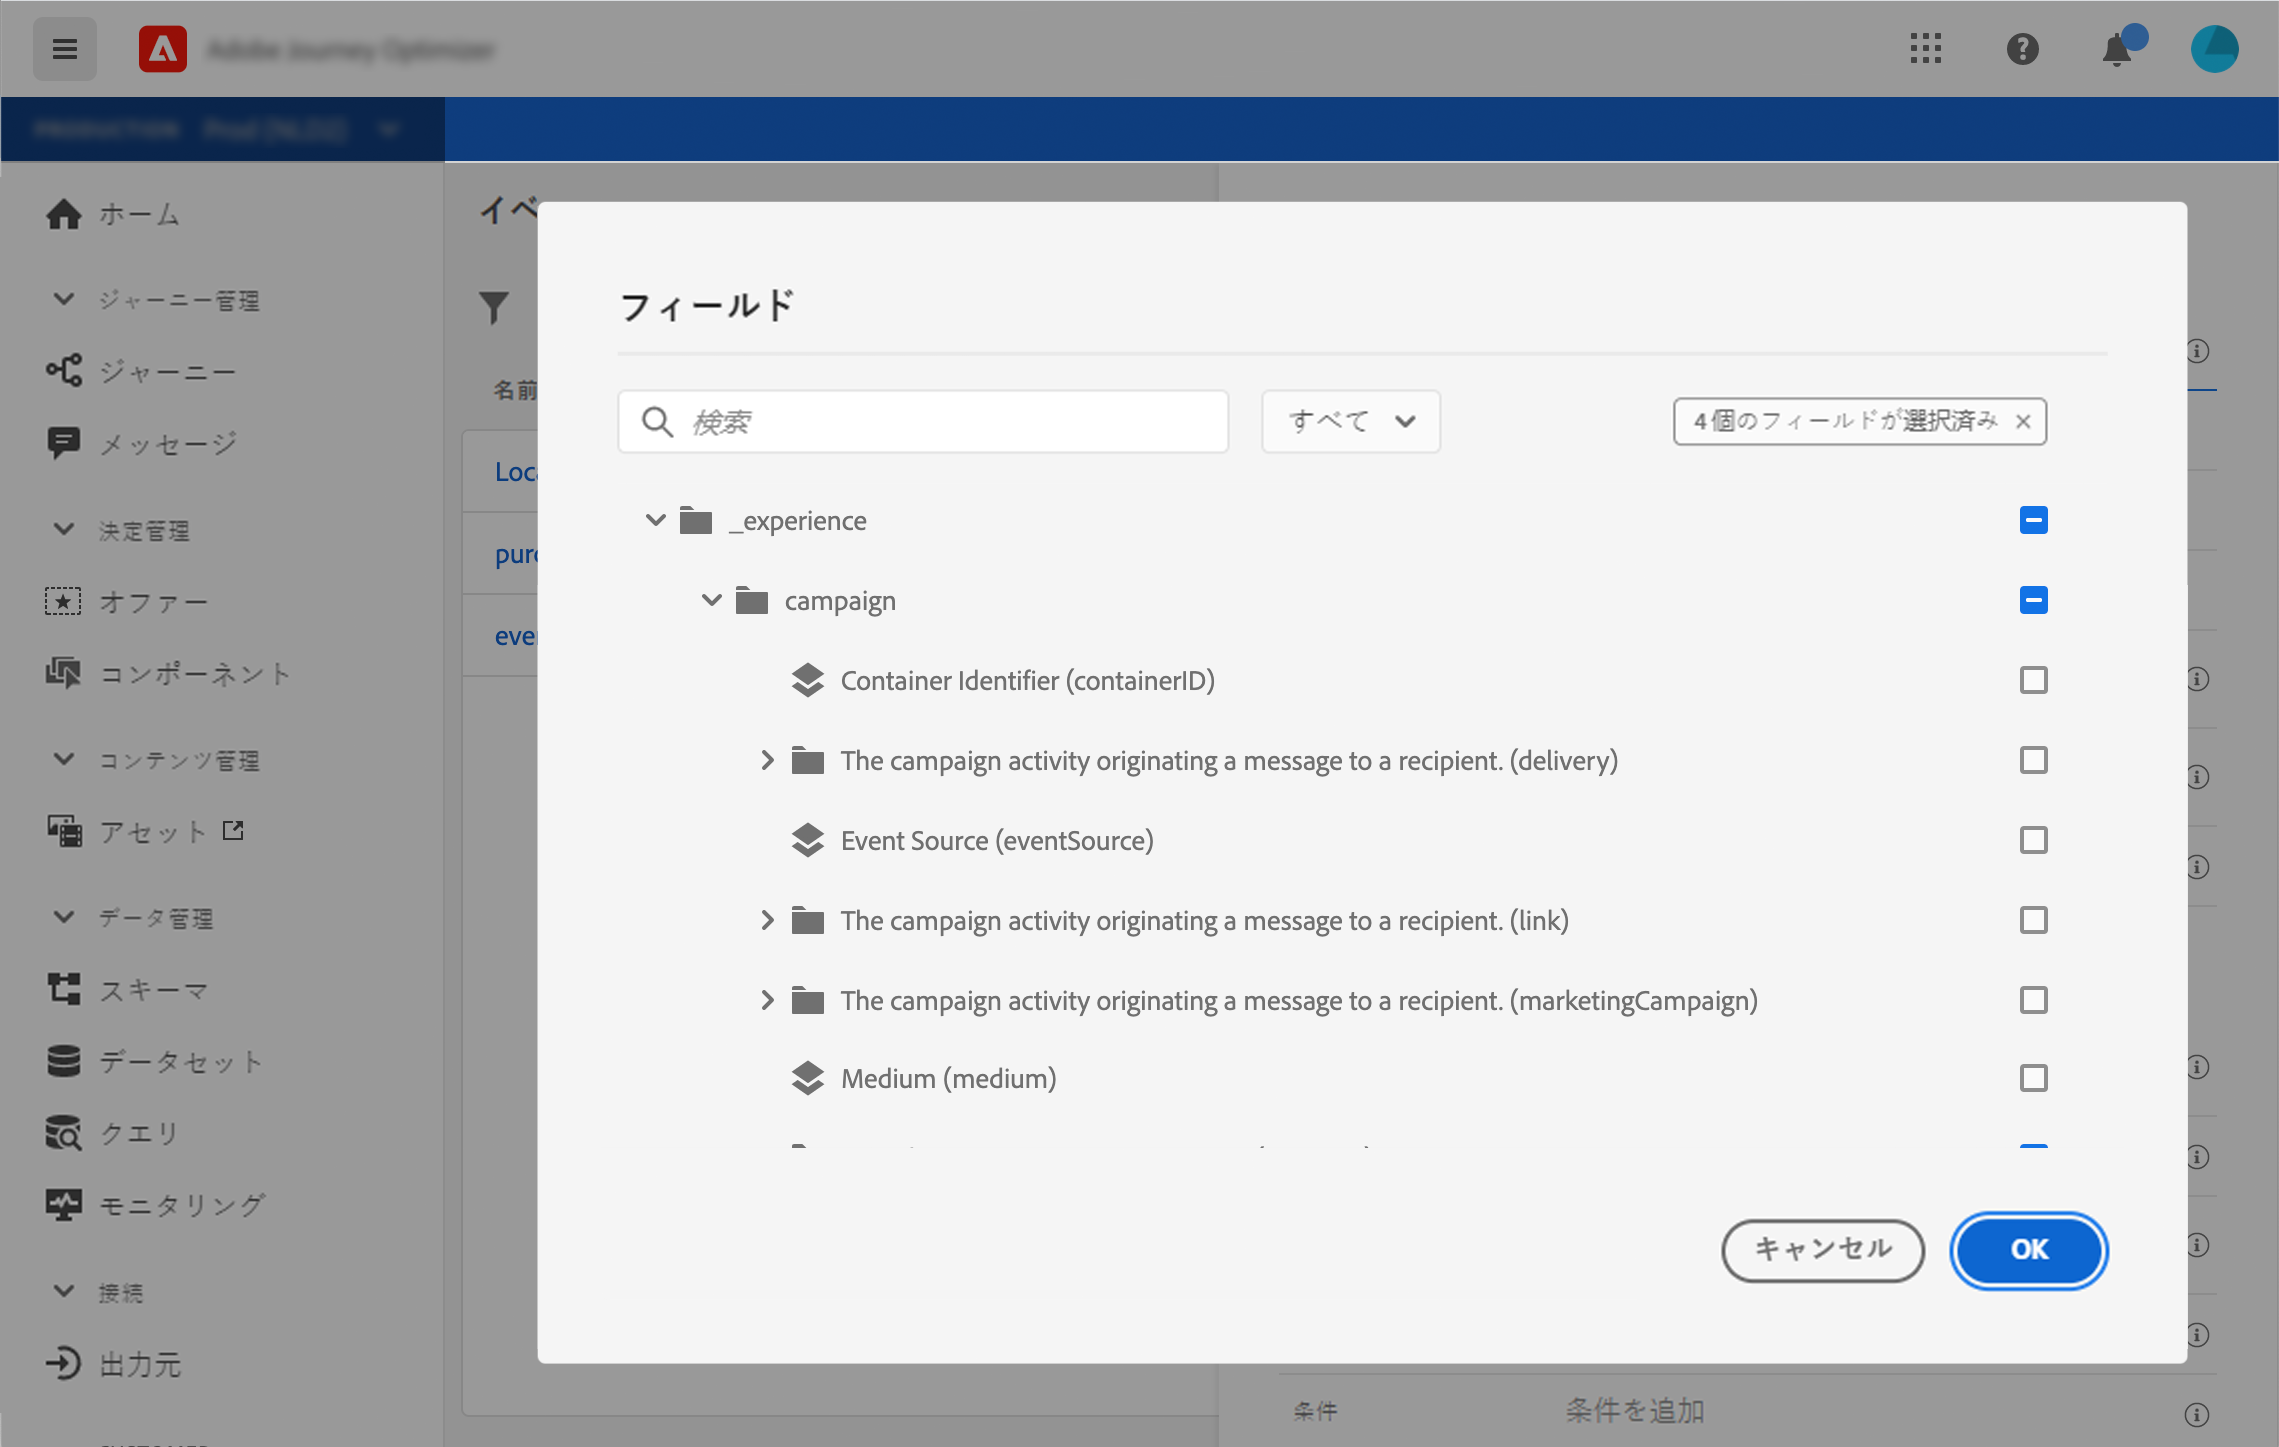 ホーム
ジャーニー管理
ジャーニー
メッセージ
決定管理
オファー
コンポーネント
コンテンツ管理
アセット
データ管理
スキーマ
データセット
クエリ
モニタリング
接続
出力元
イベ
名前
Loc
purc
eve
フィールド
検索
すべて
4 個のフィールドが選択済み
_experience
campaign
Container Identifier (containerID)
The campaign activity originating a message to a recipient. (delivery)
Event Source (eventSource)
The campaign activity originating a message to a recipient. (link)
The campaign activity originating a message to a recipient. (marketingCampaign)
Medium (medium)
キャンセル
OK
条件
条件を追加